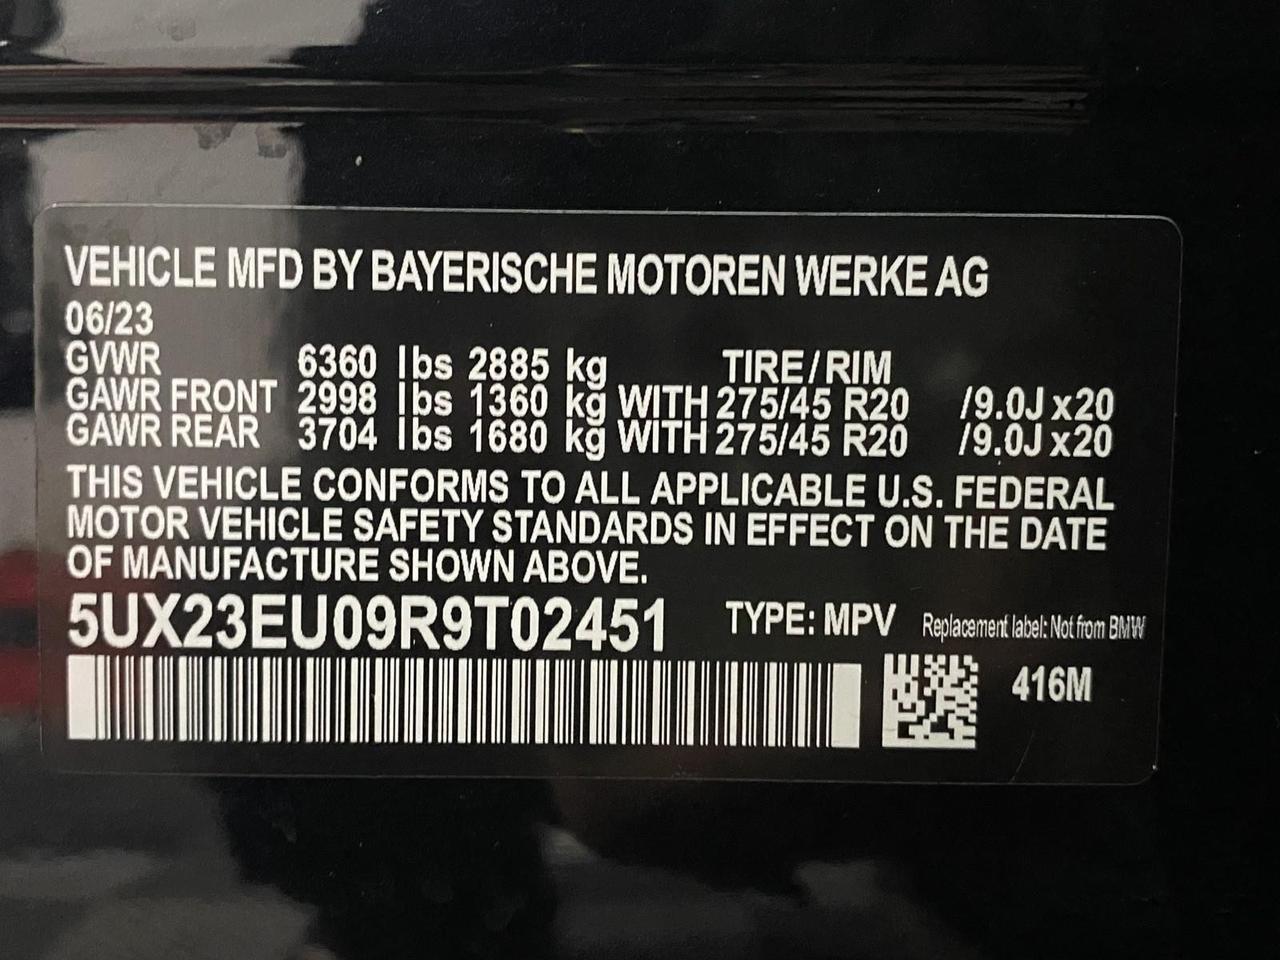 VEHICLE MFD BY BAYERISCHE MOTOREN WERKE AG
06/23
GVWR 6360 lbs 2885 kg TIRE/RIM
GAWR FRONT 2998 lbs 1360 kg WITH 275/45 R20 /9.0J x20
GAWR REAR 3704 lbs 1680 kg WITH 275/45 R20 /9.0J x20
THIS VEHICLE CONFORMS TO ALL APPLICABLE U.S. FEDERAL
MOTOR VEHICLE SAFETY STANDARDS IN EFFECT ON THE DATE
OF MANUFACTURE SHOWN ABOVE.
5UX23EU09R9T02451 TYPE: MPV Replacement label: Not from BMW
416M